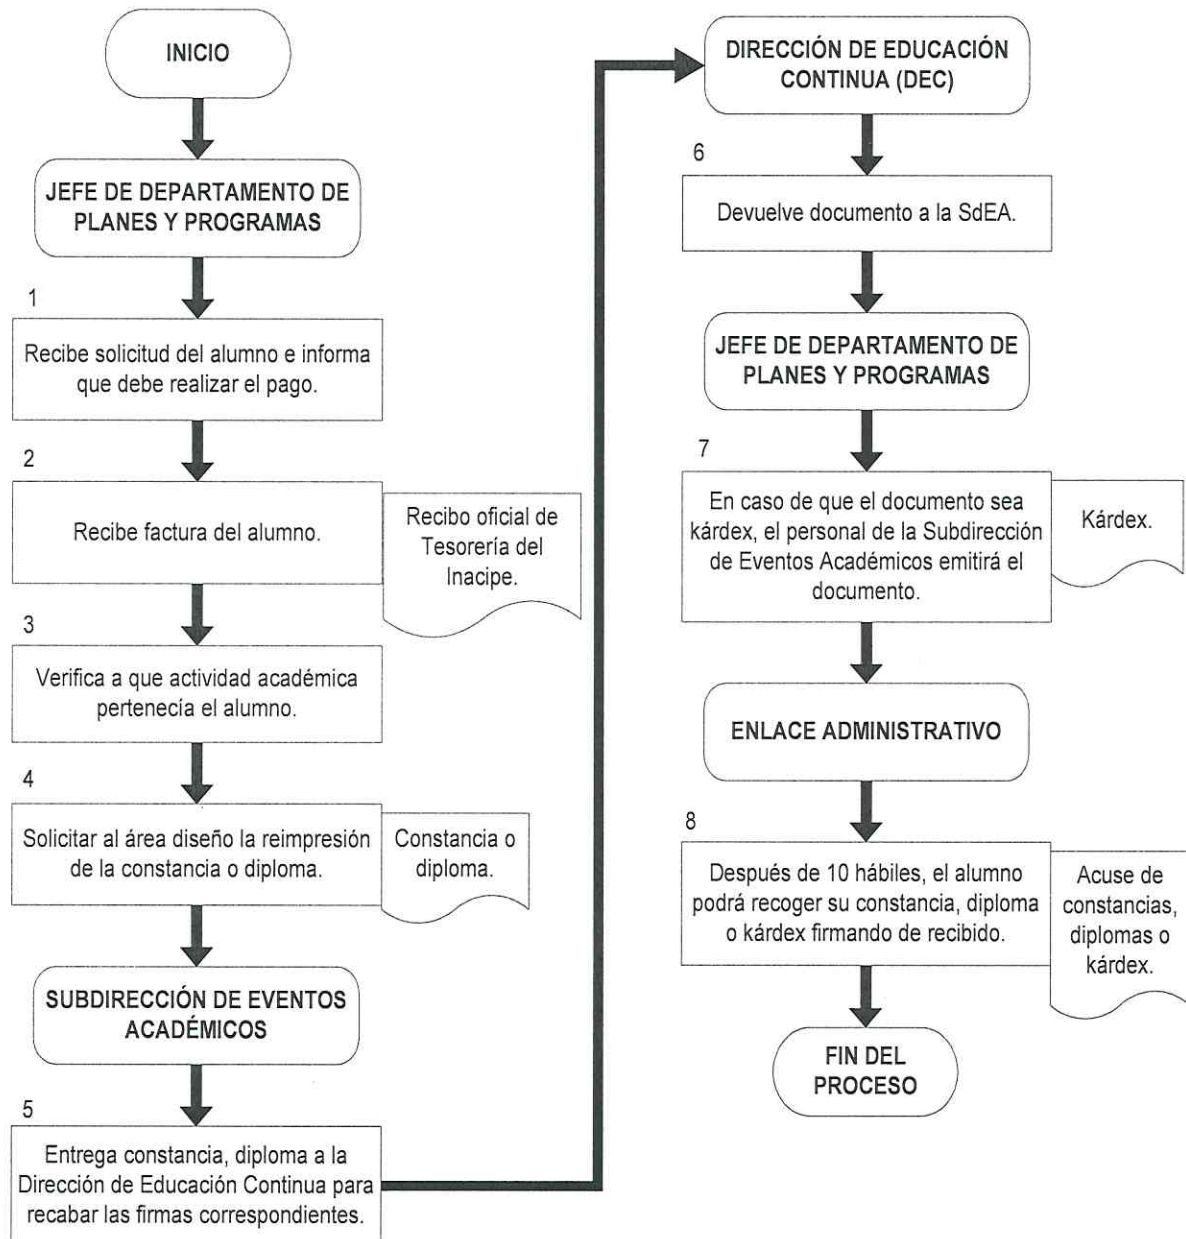 INICIO
JEFE DE DEPARTAMENTO DE
PLANES Y PROGRAMAS
1
Recibe solicitud del alumno e informa
que debe realizar el pago.
2
Recibe factura del alumno.
Recibo oficial de
Tesorería del
Inacipe.
3
Verifica a que actividad académica
pertenecía el alumno.
4
Solicitar al área diseño la reimpresión
de la constancia o diploma.
Constancia o
diploma.
SUBDIRECCIÓN DE EVENTOS
ACADÉMICOS
5
Entrega constancia, diploma a la
Dirección de Educación Continua para
recabar las firmas correspondientes.
DIRECCIÓN DE EDUCACIÓN
CONTINUA (DEC)
6
Devuelve documento a la SdEA.
JEFE DE DEPARTAMENTO DE
PLANES Y PROGRAMAS
7
En caso de que el documento sea
kárdex, el personal de la Subdirección
de Eventos Académicos emitirá el
documento.
Kárdex.
ENLACE ADMINISTRATIVO
8
Después de 10 hábiles, el alumno
podrá recoger su constancia, diploma
o kárdex firmando de recibido.
Acuse de
constancias,
diplomas o
kárdex.
FIN DEL
PROCESO